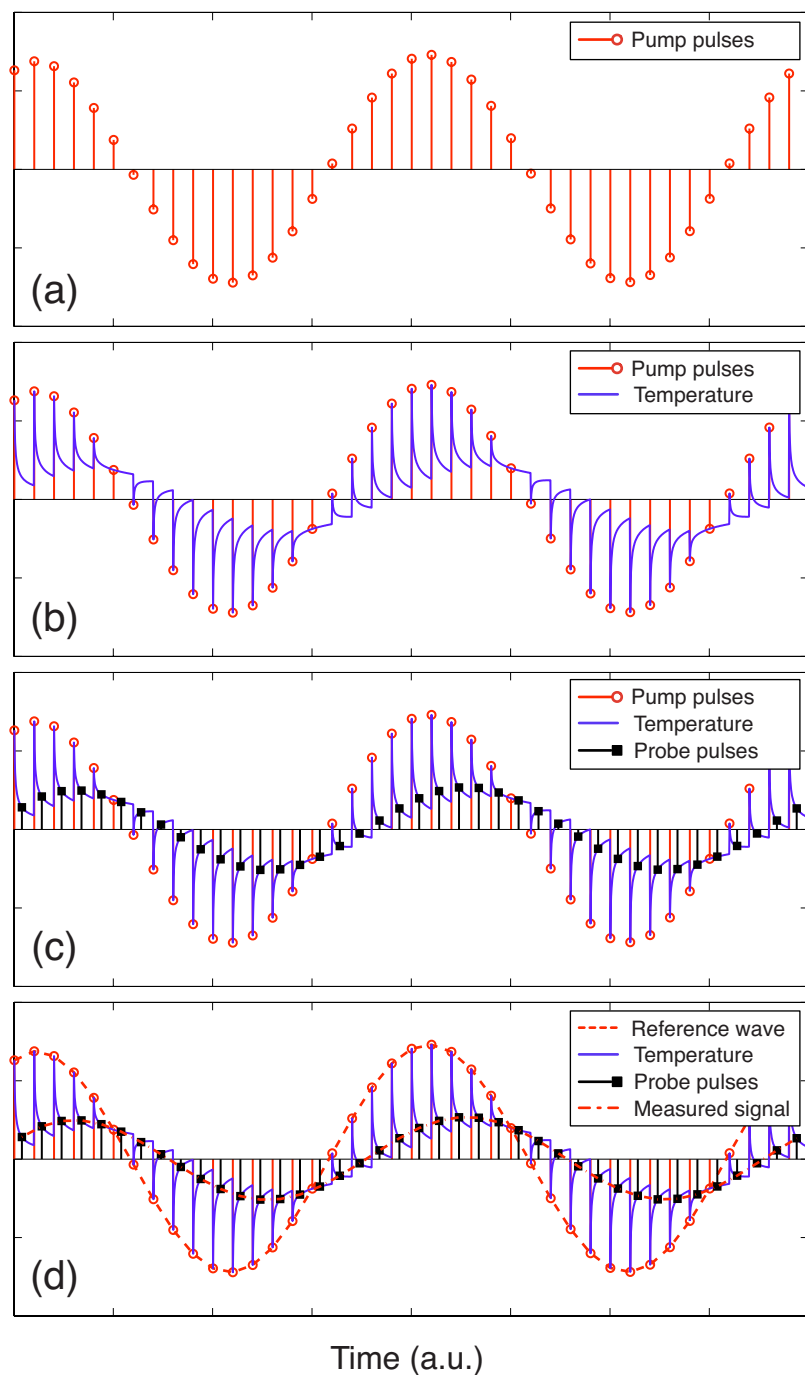 Pump pulses
(a)
Pump pulses
Temperature
(b)
Pump pulses
Temperature
Probe pulses
(c)
Reference wave
Temperature
Probe pulses
Measured signal
(d)
Time (a.u.)